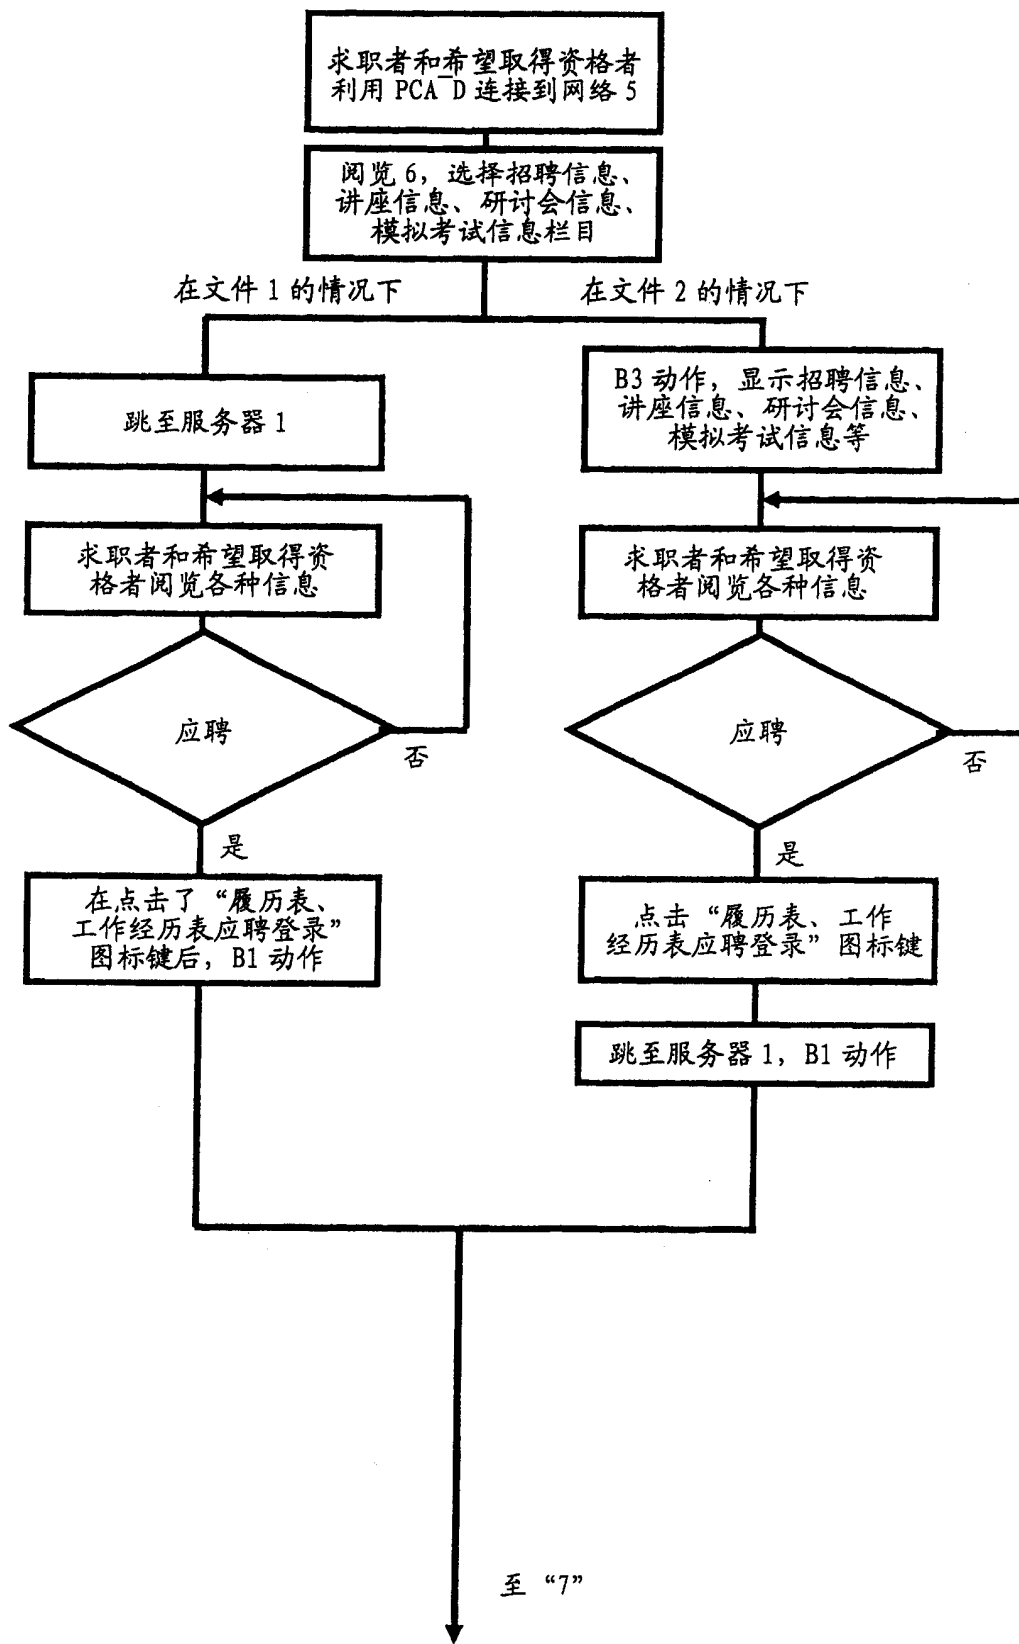 求职者和希望取得资格者
利用 PCA‾D 连接到网络 5
阅览 6，选择招聘信息、
讲座信息、研讨会信息、
模拟考试信息栏目
在文件 1 的情况下
在文件 2 的情况下
跳至服务器 1
B3 动作，显示招聘信息、
讲座信息、研讨会信息、
模拟考试信息等
求职者和希望取得资
格者阅览各种信息
求职者和希望取得资
格者阅览各种信息
应聘
否
应聘
否
是
是
在点击了“履历表、
工作经历表应聘登录”
图标键后，B1 动作
点击“履历表、工作
经历表应聘登录”图标键
跳至服务器 1，B1 动作
至“7”